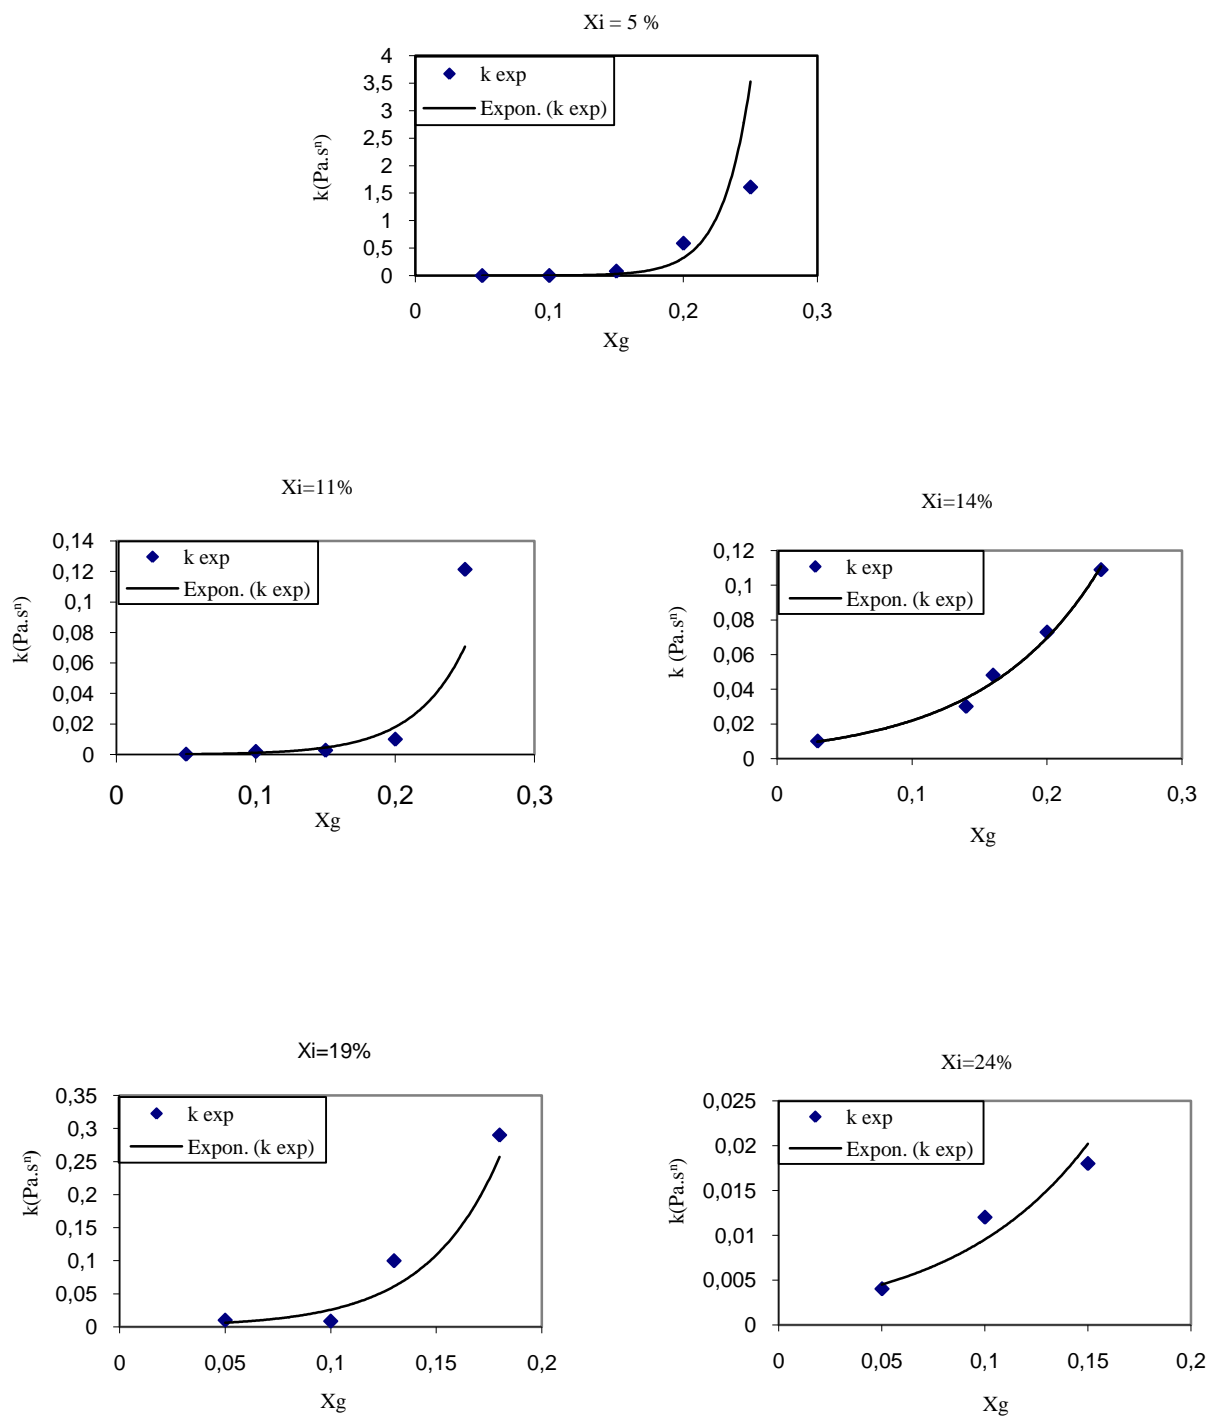 Xi = 5 %
4
3,5
3
2,5
2
1,5
1
0,5
0
k(Pa.sⁿ)
k exp
Expon. (k exp)
0 0,1 0,2 0,3
Xg
Xi=11%
0,14
0,12
0,1
0,08
0,06
0,04
0,02
0
k(Pa.sⁿ)
k exp
Expon. (k exp)
0 0,1 0,2 0,3
Xg
Xi=14%
0,12
0,1
0,08
0,06
0,04
0,02
0
k (Pa.sⁿ)
k exp
Expon. (k exp)
0 0,1 0,2 0,3
Xg
Xi=19%
0,35
0,3
0,25
0,2
0,15
0,1
0,05
0
k(Pa.sⁿ)
k exp
Expon. (k exp)
0 0,05 0,1 0,15 0,2
Xg
Xi=24%
0,025
0,02
0,015
0,01
0,005
0
k(Pa.sⁿ)
k exp
Expon. (k exp)
0 0,05 0,1 0,15 0,2
Xg